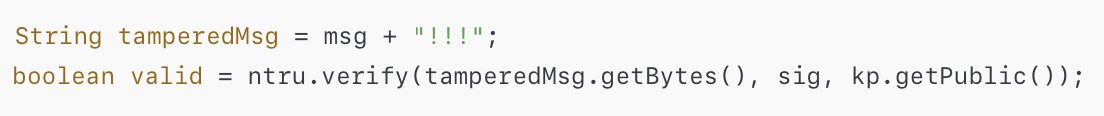 String tamperedMsg = msg + "!!!";
boolean valid = ntru.verify(tamperedMsg.getBytes(), sig, kp.getPublic());